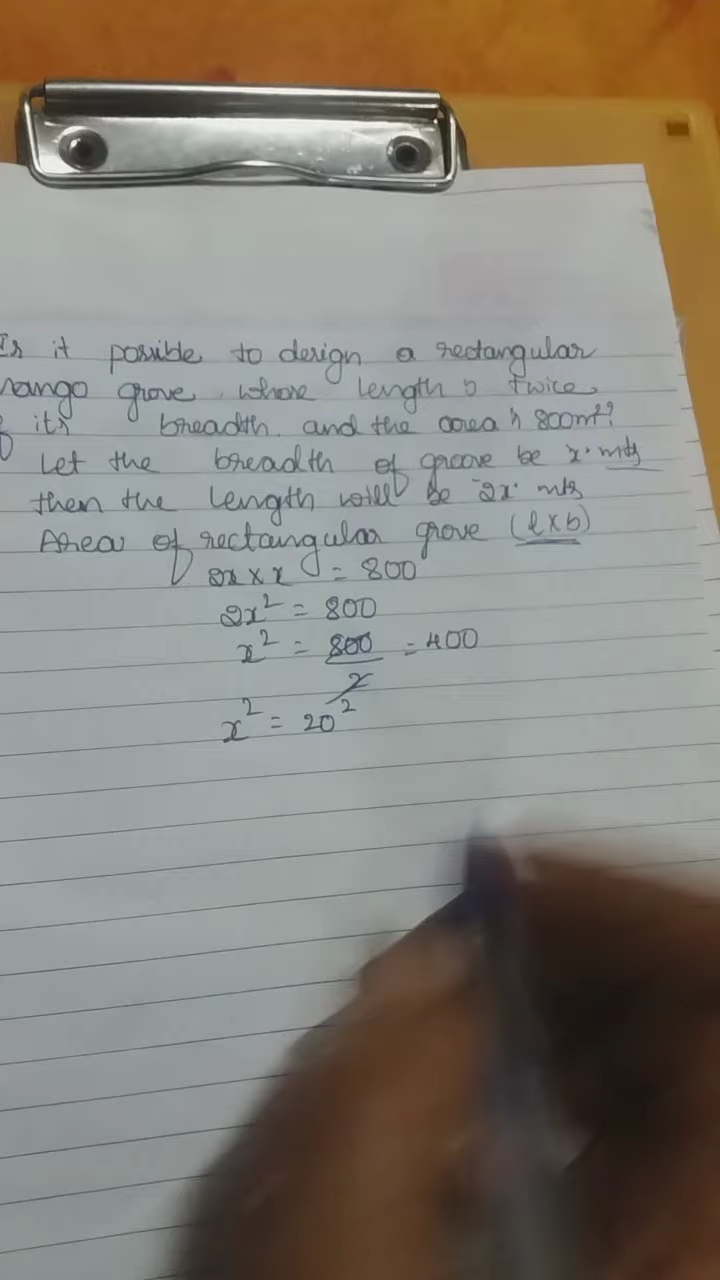 Is it possible to design a rectangular
mango grove whose length is twice
of its breadth and the area is 800m²?
Let the breadth of groove be x mts
then the length will be 2x mts
Area of rectangular grove (l×b)
2x × x = 800
2x² = 800
x² = 800/2 = 400
x² = 20²